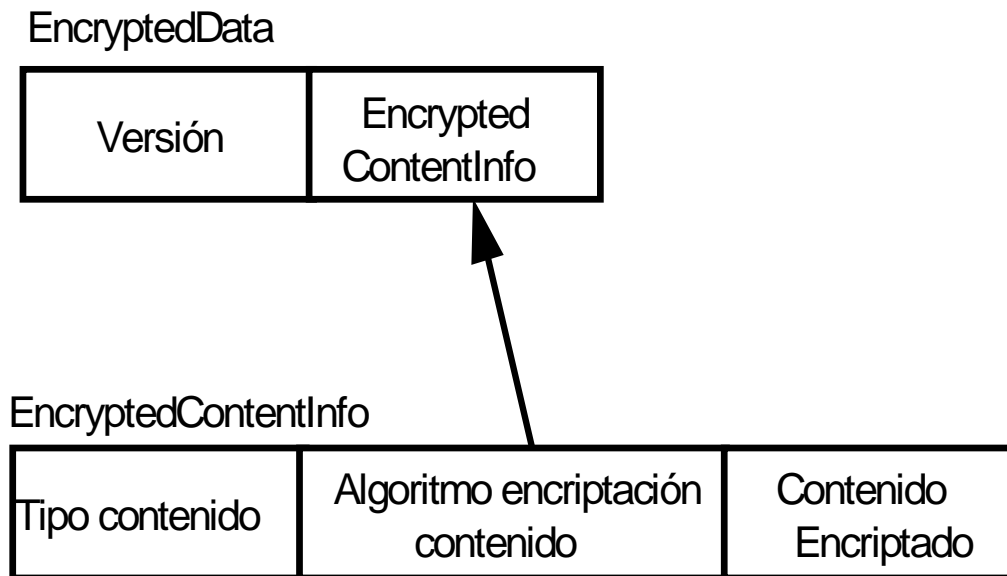 EncryptedData
Versión
Encrypted
ContentInfo
EncryptedContentInfo
Tipo contenido
Algoritmo encriptación
contenido
Contenido
Encriptado